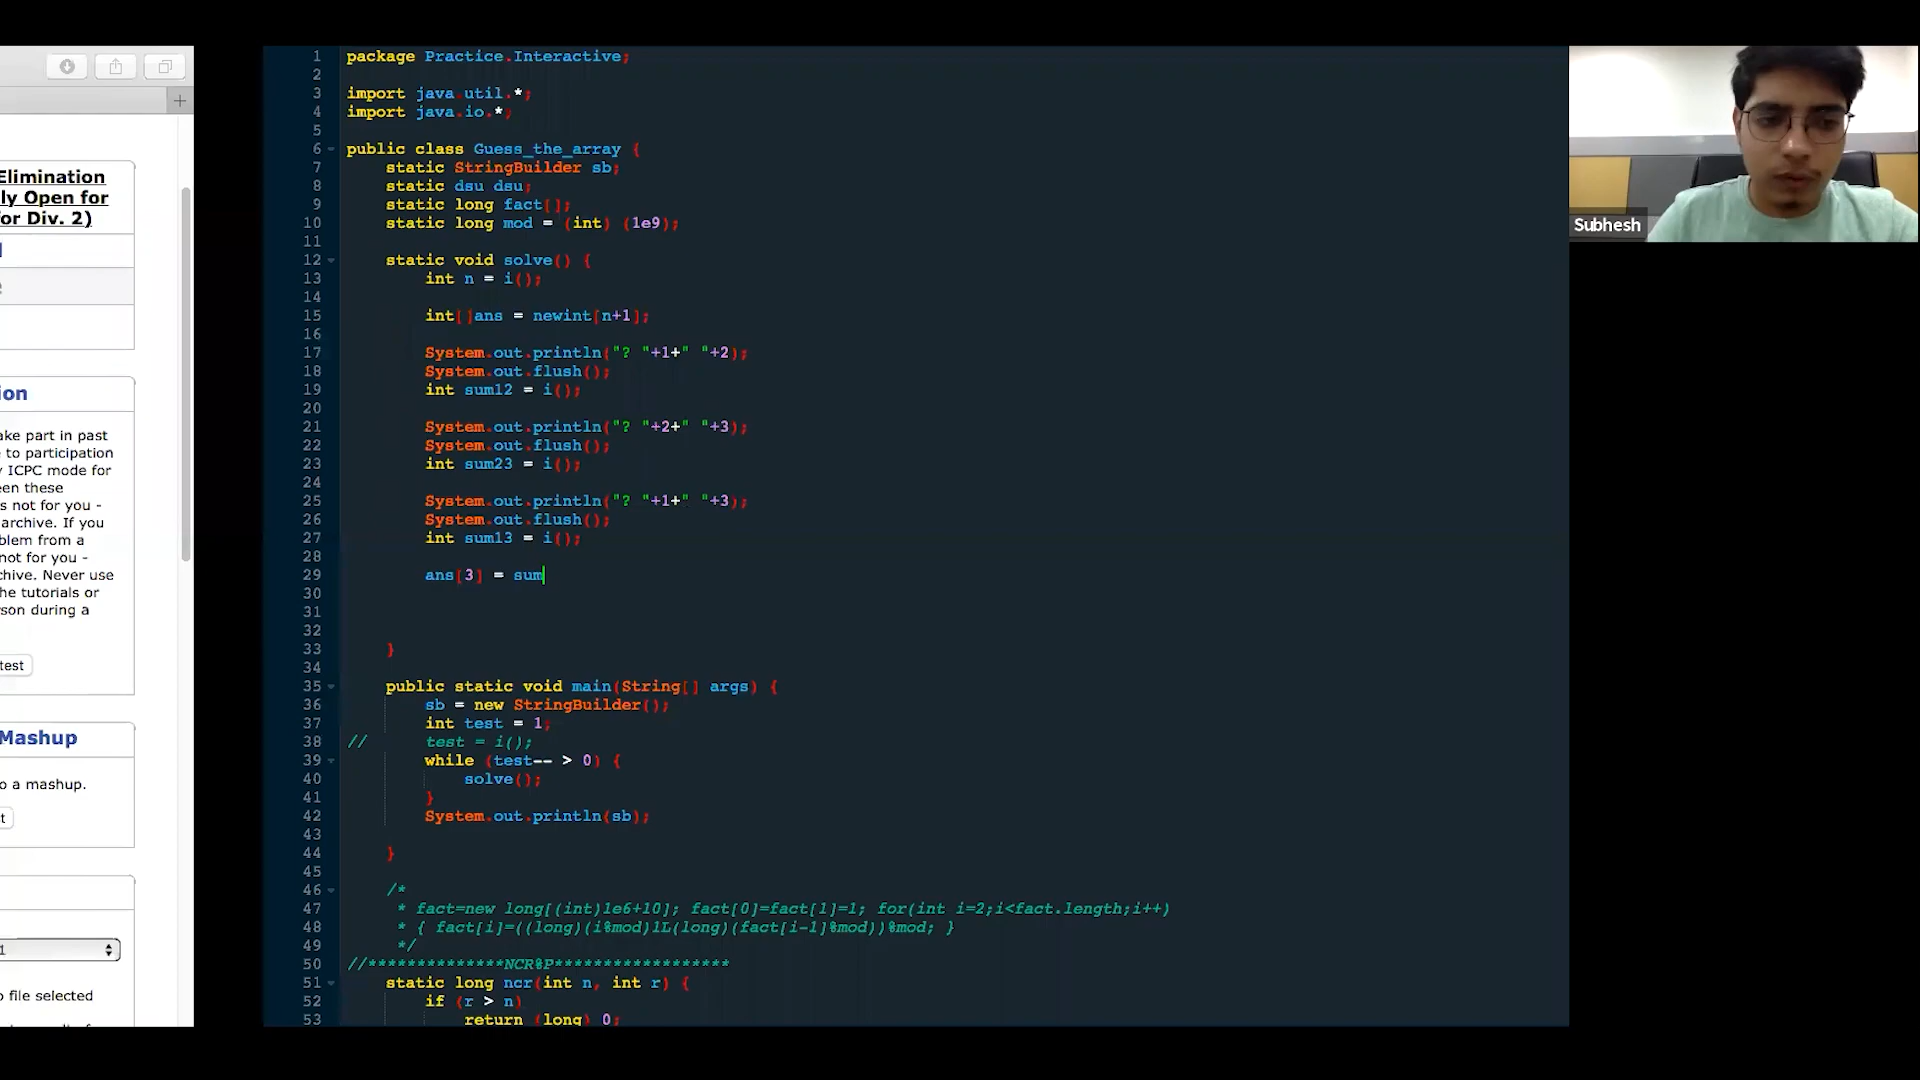 Elimination
ly Open for
or Div. 2)
ion
ake part in past
e to participation
y ICPC mode for
een these
s not for you -
archive. If you
blem from a
not for you -
chive. Never use
he tutorials or
rson during a
test
Mashup
o a mashup.
t
1
o file selected
1 package Practice.Interactive;
2
3 import java.util.*;
4 import java.io.*;
5
6 public class Guess_the_array {
7 static StringBuilder sb;
8 static dsu dsu;
9 static long fact[];
10 static long mod = (int) (1e9);
11
12 static void solve() {
13 int n = i();
14
15 int[]ans = newint[n+1];
16
17 System.out.println("? "+1+" "+2);
18 System.out.flush();
19 int sum12 = i();
20
21 System.out.println("? "+2+" "+3);
22 System.out.flush();
23 int sum23 = i();
24
25 System.out.println("? "+1+" "+3);
26 System.out.flush();
27 int sum13 = i();
28
29 ans[3] = sum
30
31
32
33 }
34
35 public static void main(String[] args) {
36 sb = new StringBuilder();
37 int test = 1;
38 // test = i();
39 while (test-- > 0) {
40 solve();
41 }
42 System.out.println(sb);
43
44 }
45
46 /*
47 * fact=new long[(int)1e6+10]; fact[0]=fact[1]=1; for(int i=2;i<fact.length;i++)
48 * { fact[i]=((long)(i%mod)1L(long)(fact[i-1]%mod))%mod; }
49 */
50 //**************NCR%P******************
51 static long ncr(int n, int r) {
52 if (r > n)
53 return (long) 0;
Subhesh